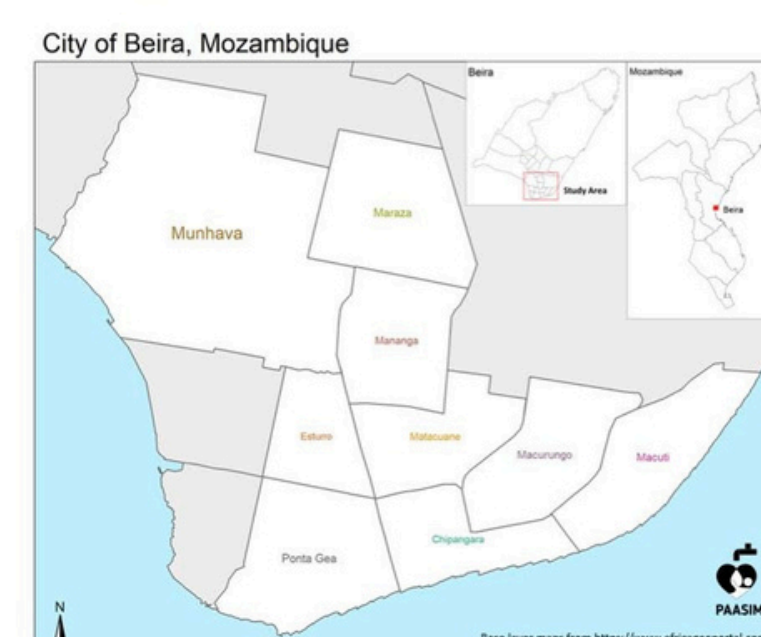 City of Beira, Mozambique
Beira
Mozambique
Study Area
Beira
Munhava
Maraza
Mananga
Esturro
Matacuane
Macurungo
Macuti
Chipangara
Ponta Gea
N
PAASIM